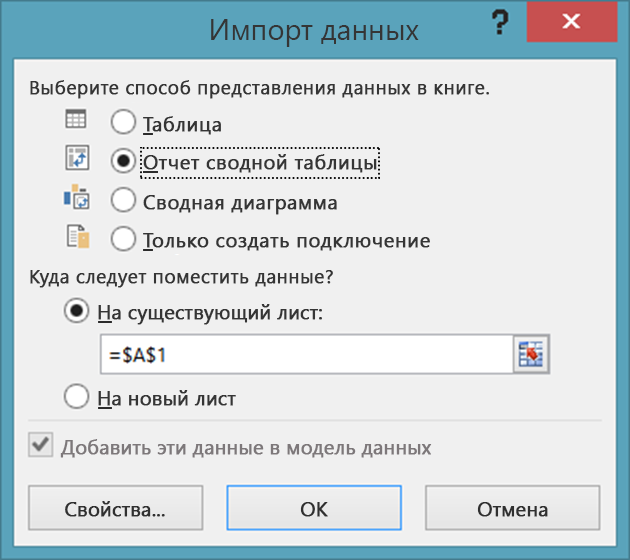 Импорт данных
?
Выберите способ представления данных в книге.
Таблица
Отчет сводной таблицы
Сводная диаграмма
Только создать подключение
Куда следует поместить данные?
На существующий лист:
=$A$1
На новый лист
Добавить эти данные в модель данных
Свойства... ОК Отмена